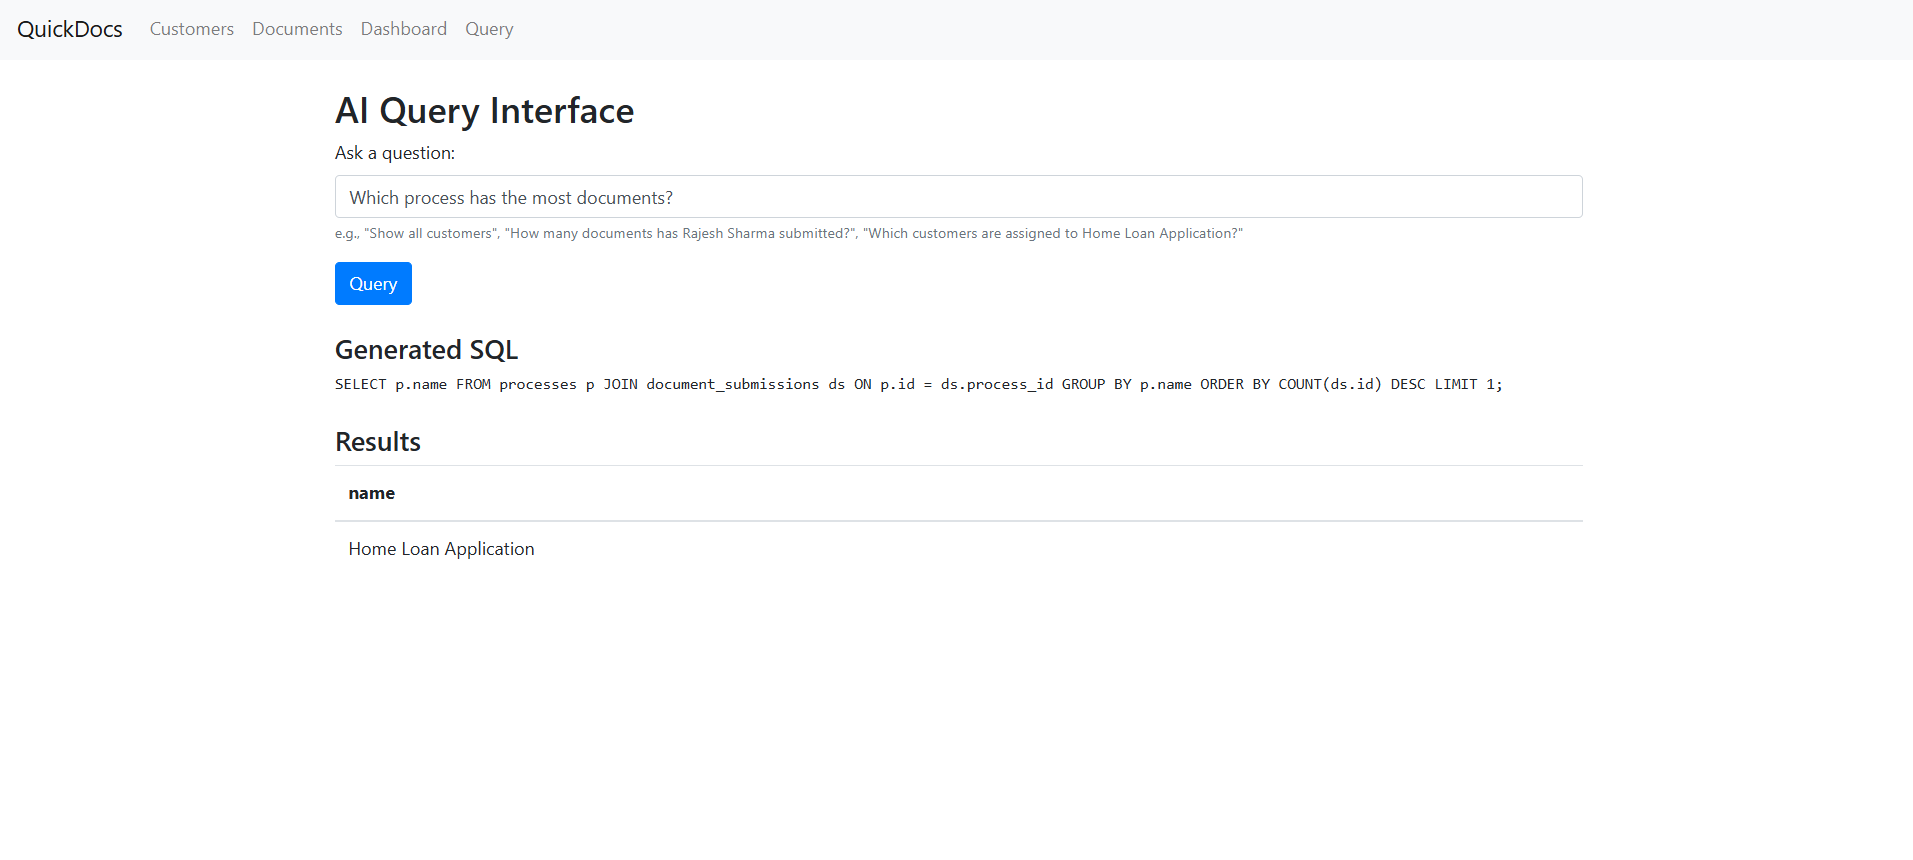 QuickDocs Customers Documents Dashboard Query
AI Query Interface
Ask a question:
Which process has the most documents?
e.g., "Show all customers", "How many documents has Rajesh Sharma submitted?", "Which customers are assigned to Home Loan Application?"
Query
Generated SQL
SELECT p.name FROM processes p JOIN document_submissions ds ON p.id = ds.process_id GROUP BY p.name ORDER BY COUNT(ds.id) DESC LIMIT 1;
Results
name
Home Loan Application